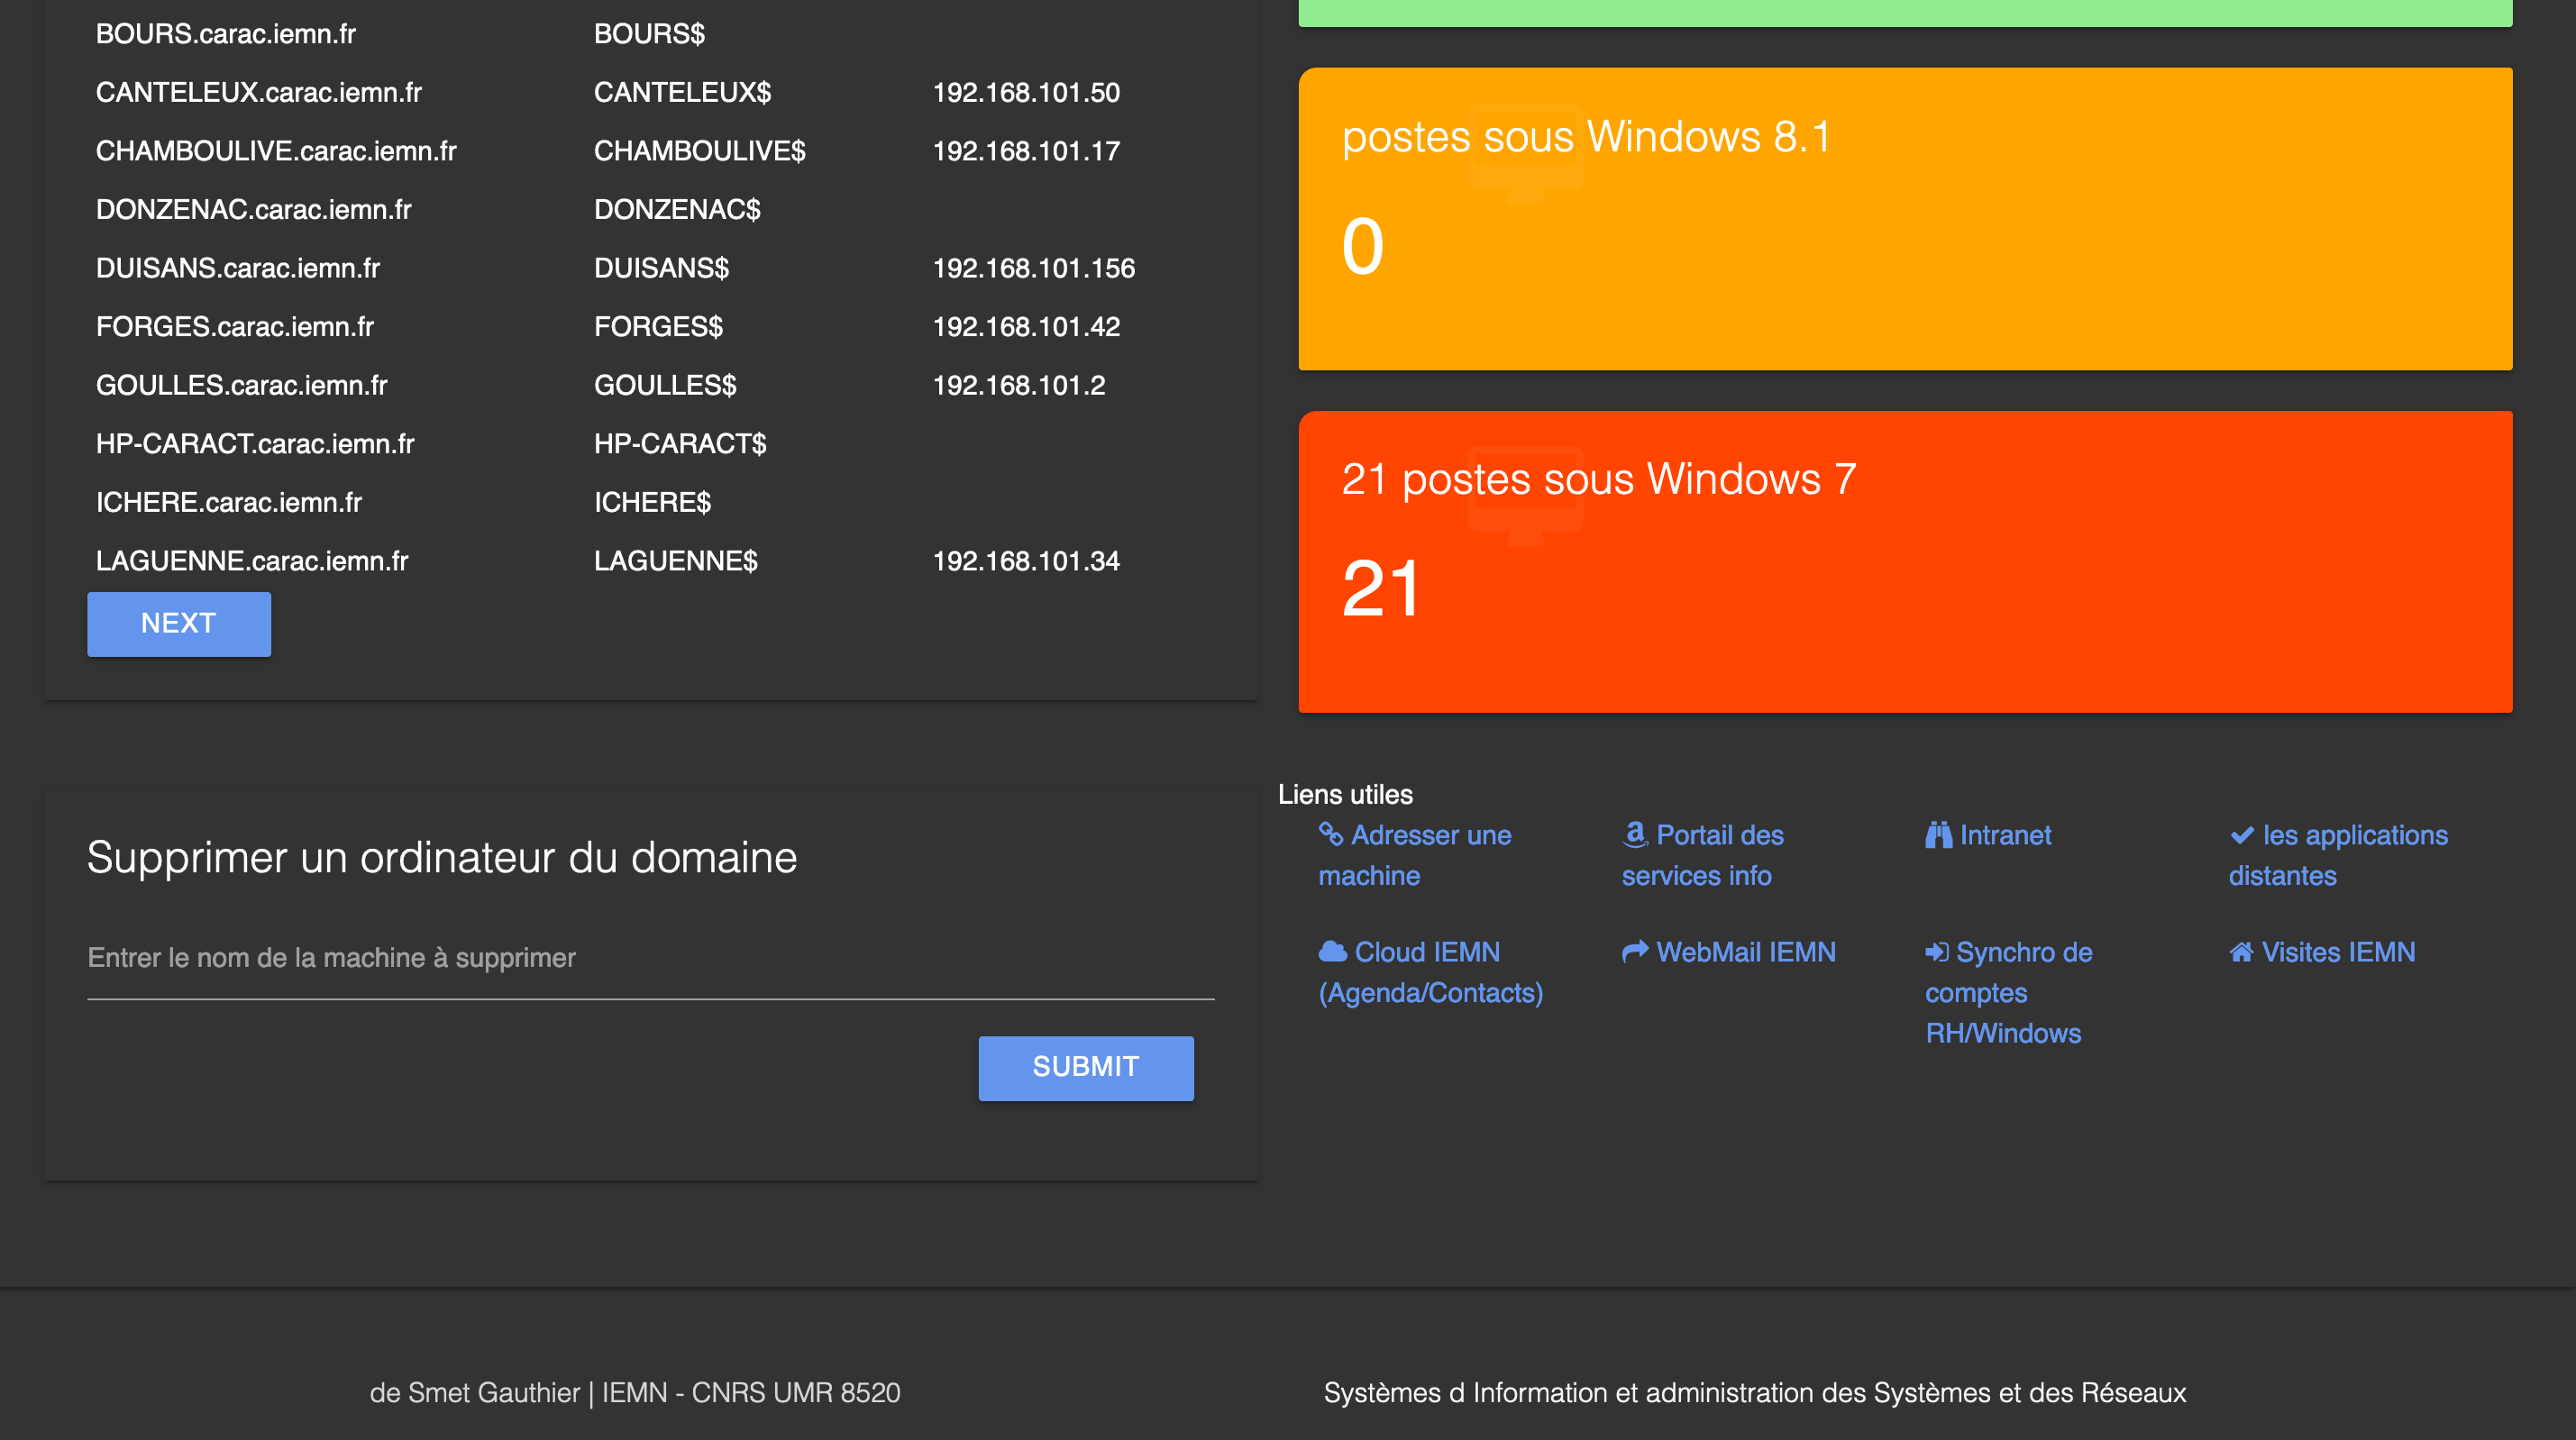 BOURS.carac.iemn.fr BOURS$
CANTELEUX.carac.iemn.fr CANTELEUX$ 192.168.101.50
CHAMBOULIVE.carac.iemn.fr CHAMBOULIVE$ 192.168.101.17
DONZENAC.carac.iemn.fr DONZENAC$
DUISANS.carac.iemn.fr DUISANS$ 192.168.101.156
FORGES.carac.iemn.fr FORGES$ 192.168.101.42
GOULLES.carac.iemn.fr GOULLES$ 192.168.101.2
HP-CARACT.carac.iemn.fr HP-CARACT$
ICHERE.carac.iemn.fr ICHERE$
LAGUENNE.carac.iemn.fr LAGUENNE$ 192.168.101.34
NEXT
postes sous Windows 8.1
0
21 postes sous Windows 7
21
Supprimer un ordinateur du domaine
Entrer le nom de la machine à supprimer
SUBMIT
Liens utiles
Adresser une
machine
Portail des
services info
Intranet
les applications
distantes
Cloud IEMN
(Agenda/Contacts)
WebMail IEMN
Synchro de
comptes
RH/Windows
Visites IEMN
de Smet Gauthier | IEMN - CNRS UMR 8520
Systèmes d Information et administration des Systèmes et des Réseaux